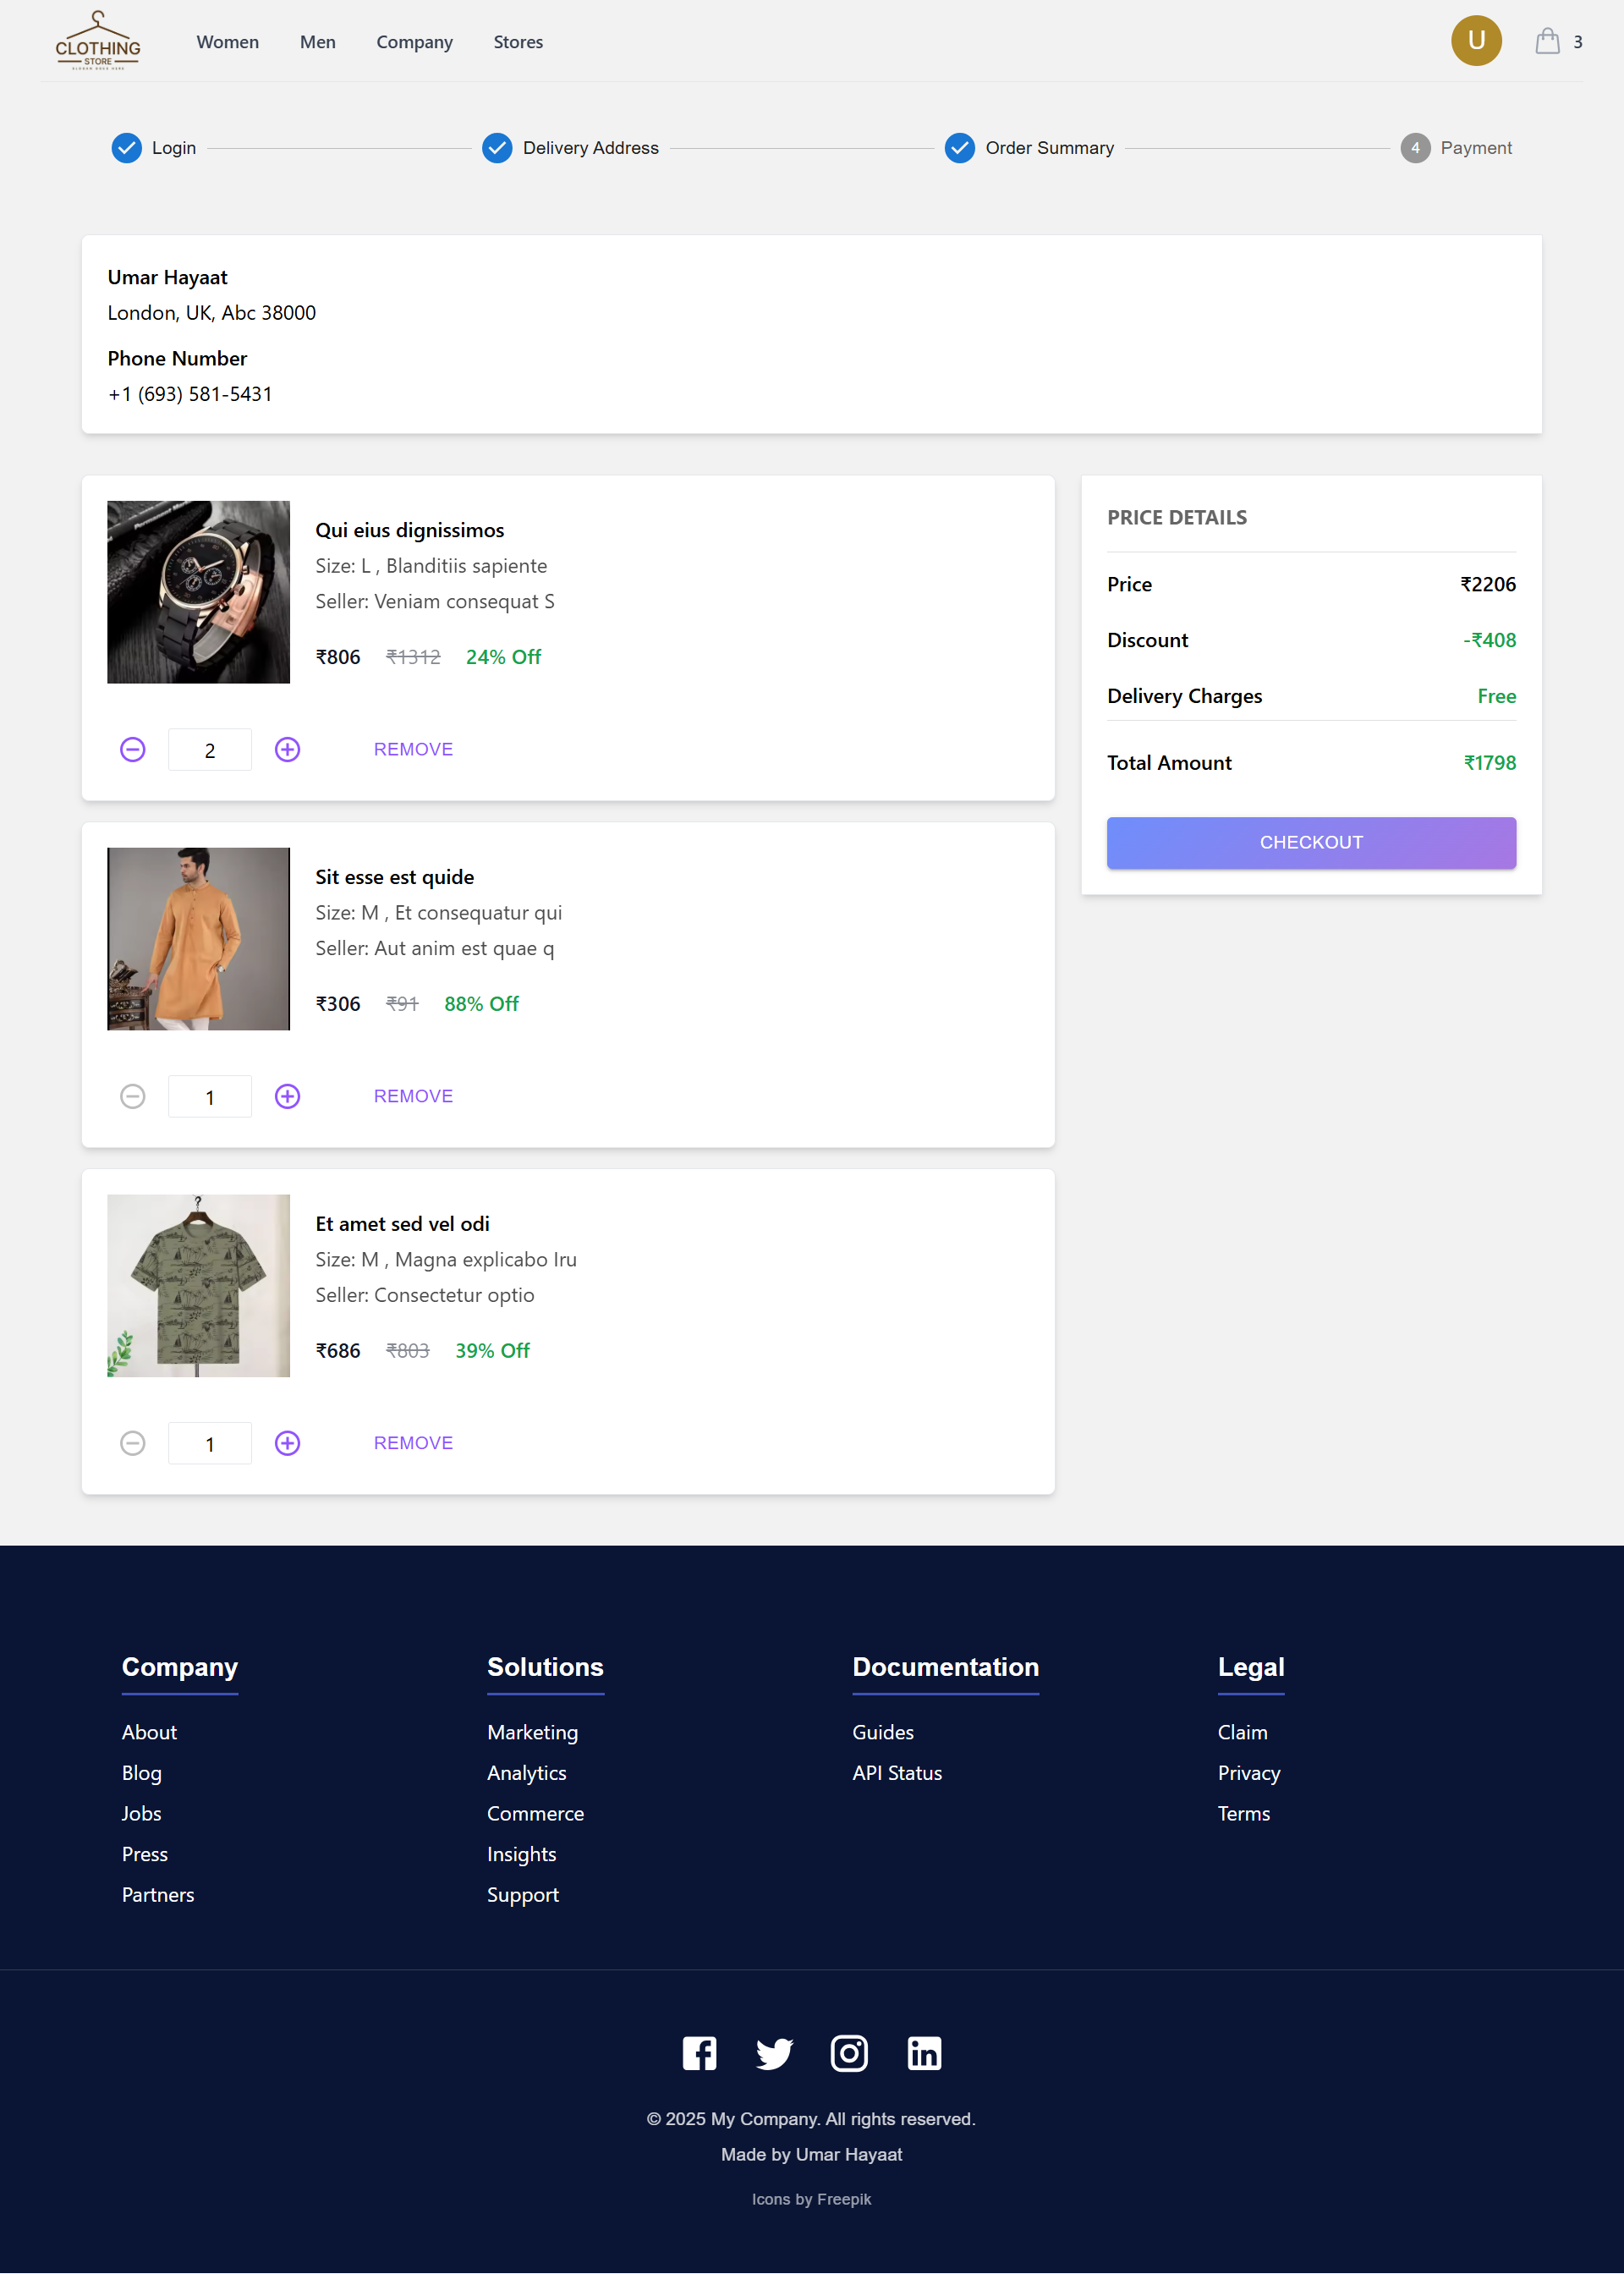 CLOTHING
STORE
Women Men Company Stores U 3
Login Delivery Address Order Summary 4 Payment
Umar Hayaat
London, UK, Abc 38000
Phone Number
+1 (693) 581-5431
Qui eius dignissimos
Size: L , Blanditiis sapiente
Seller: Veniam consequat S
₹806 ₹1312 24% Off
2 REMOVE
PRICE DETAILS
Price ₹2206
Discount -₹408
Delivery Charges Free
Total Amount ₹1798
CHECKOUT
Sit esse est quide
Size: M , Et consequatur qui
Seller: Aut anim est quae q
₹306 ₹91 88% Off
1 REMOVE
Et amet sed vel odi
Size: M , Magna explicabo Iru
Seller: Consectetur optio
₹686 ₹803 39% Off
1 REMOVE
Company Solutions Documentation Legal
About Marketing Guides Claim
Blog Analytics API Status Privacy
Jobs Commerce Terms
Press Insights
Partners Support
© 2025 My Company. All rights reserved.
Made by Umar Hayaat
Icons by Freepik